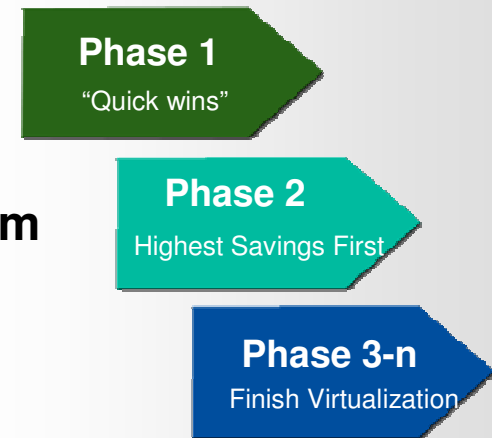 Phase 1
“Quick wins”
Phase 2
m
Highest Savings First
Phase 3-n
Finish Virtualization